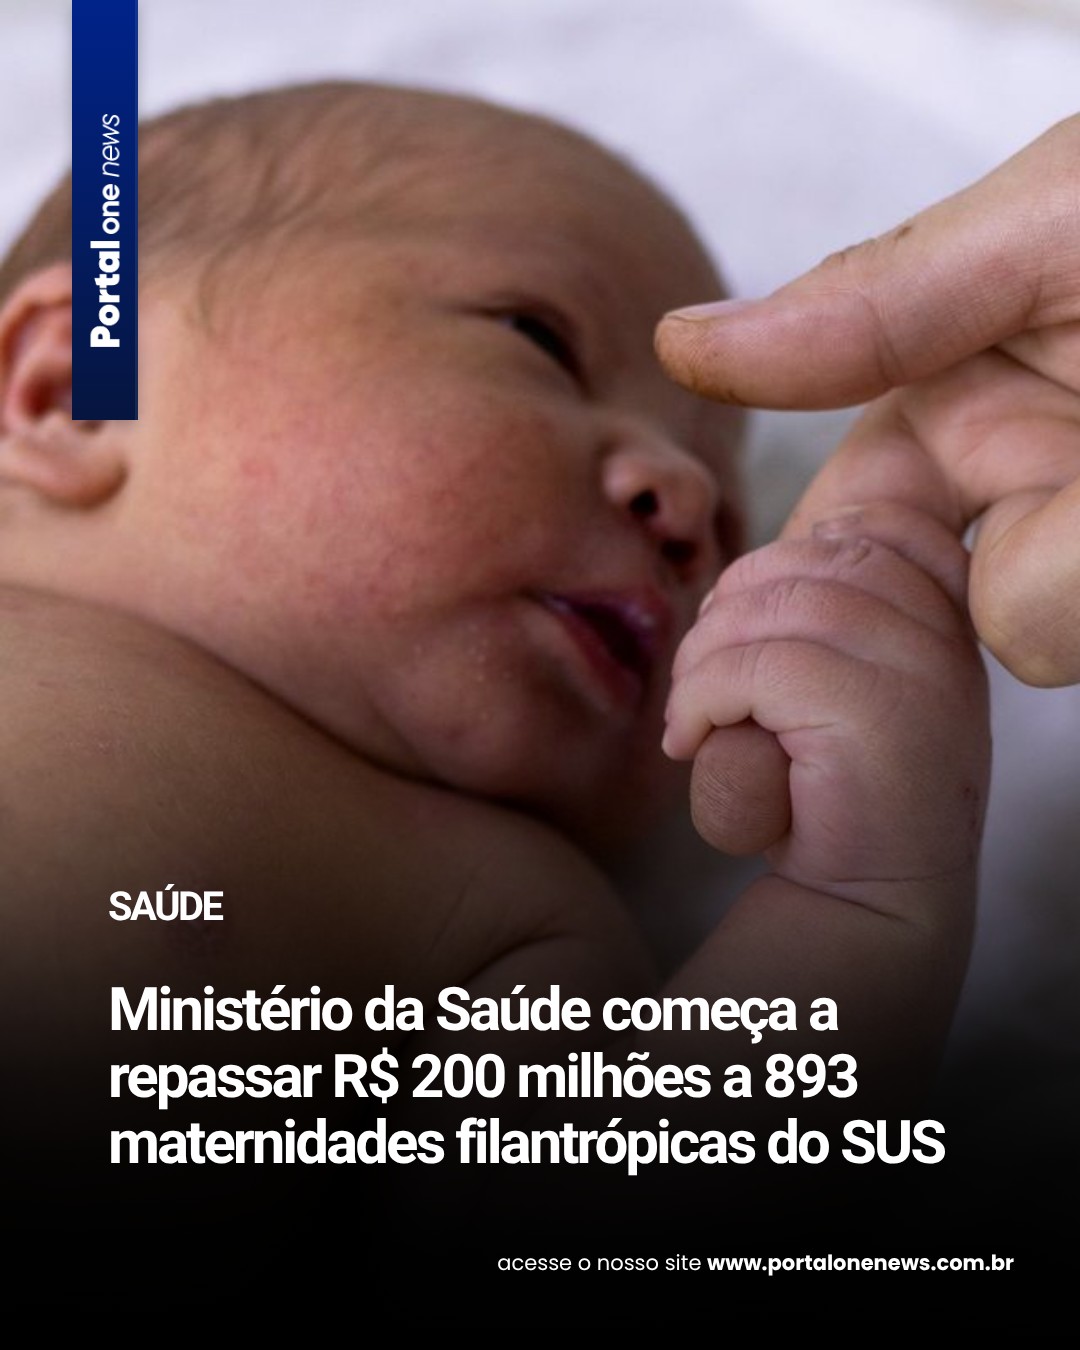 Portal one news
SAÚDE
Ministério da Saúde começa a
repassar R$ 200 milhões a 893
maternidades filantrópicas do SUS
acesse o nosso site www.portalonenews.com.br